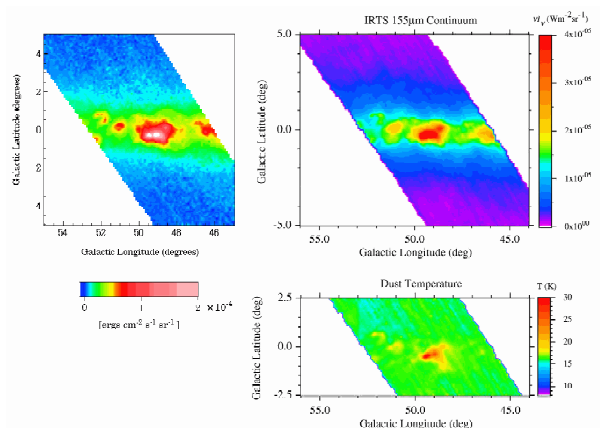 4
2
0
2
4
54
52
50
48
46
Galactic Latitude (degrees)
Galactic Longitude (degrees)
0
1
2 ×10⁻⁴
[ergs cm⁻² s⁻¹ sr⁻¹]
IRTS 155μm Continuum
νIν(Wm⁻²sr⁻¹)
5.0
0.0
-5.0
Galactic Latitude (deg)
55.0
50.0
45.0
Galactic Longitude (deg)
4x10⁻⁰⁵
3x10⁻⁰⁵
2x10⁻⁰⁵
1x10⁻⁰⁵
0x10⁰⁰
Dust Temperature
T (K)
2.5
0.0
-2.5
Galactic Latitude (deg)
55.0
50.0
45.0
Galactic Longitude (deg)
30
25
20
15
10